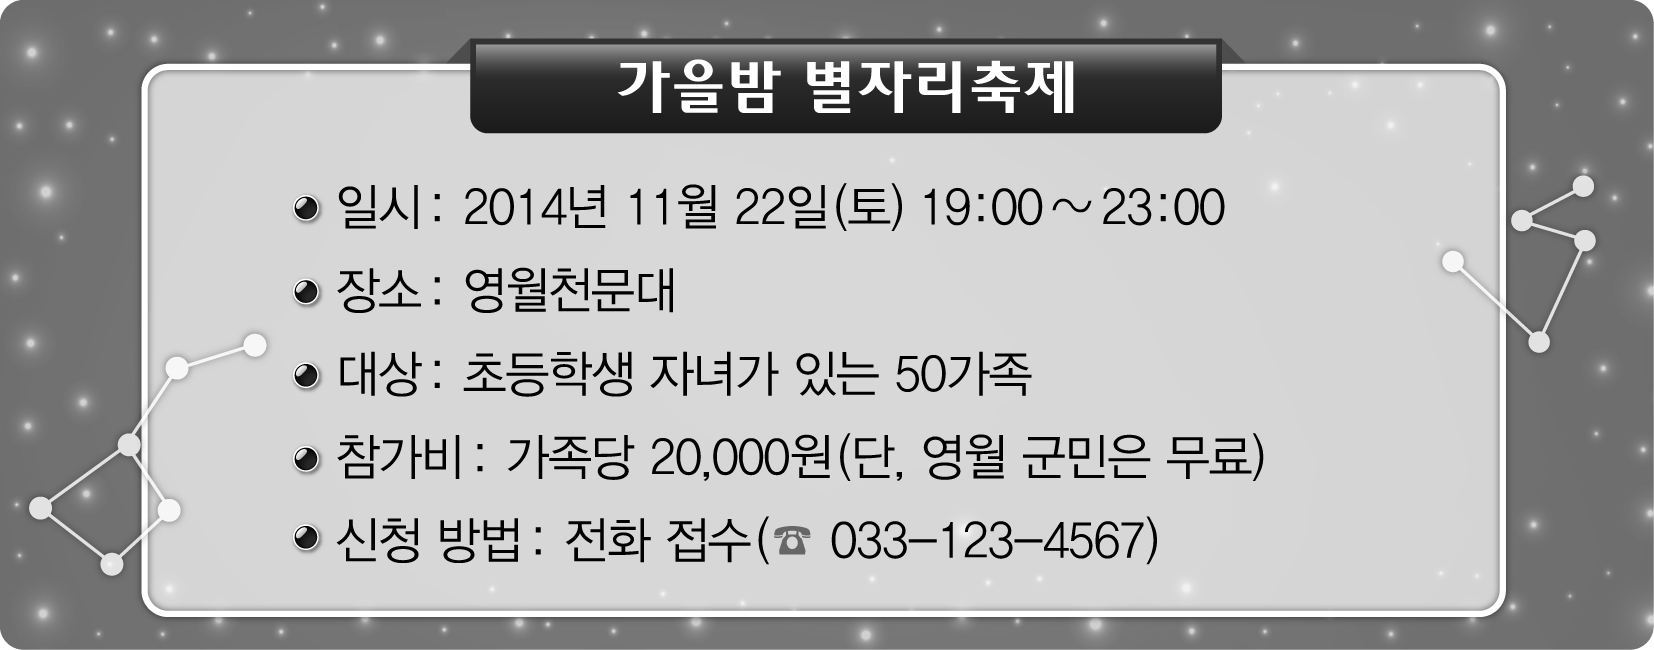 가을밤 별자리축제
일시: 2014년 11월 22일(토) 19:00~23:00
장소: 영월천문대
대상: 초등학생 자녀가 있는 50가족
참가비: 가족당 20,000원(단, 영월 군민은 무료)
신청 방법: 전화 접수(☎ 033-123-4567)